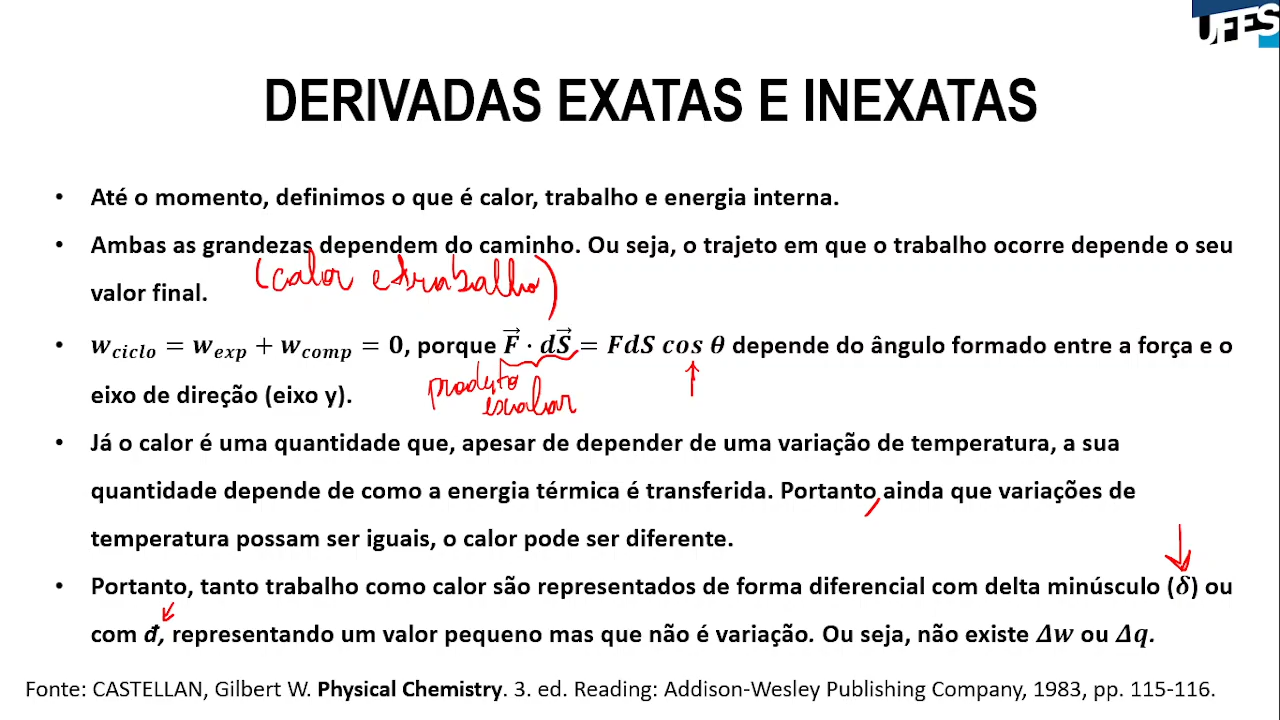 UFES
DERIVADAS EXATAS E INEXATAS
• Até o momento, definimos o que é calor, trabalho e energia interna.
• Ambas as grandezas dependem do caminho. Ou seja, o trajeto em que o trabalho ocorre depende o seu
(calor e trabalho)
valor final.
• w_ciclo = w_exp + w_comp = 0, porque F⃗ · dS⃗ = FdS cos θ depende do ângulo formado entre a força e o
produto
escalar
eixo de direção (eixo y).
• Já o calor é uma quantidade que, apesar de depender de uma variação de temperatura, a sua
quantidade depende de como a energia térmica é transferida. Portanto, ainda que variações de
temperatura possam ser iguais, o calor pode ser diferente.
• Portanto, tanto trabalho como calor são representados de forma diferencial com delta minúsculo (δ) ou
com đ, representando um valor pequeno mas que não é variação. Ou seja, não existe Δw ou Δq.
Fonte: CASTELLAN, Gilbert W. Physical Chemistry. 3. ed. Reading: Addison-Wesley Publishing Company, 1983, pp. 115-116.